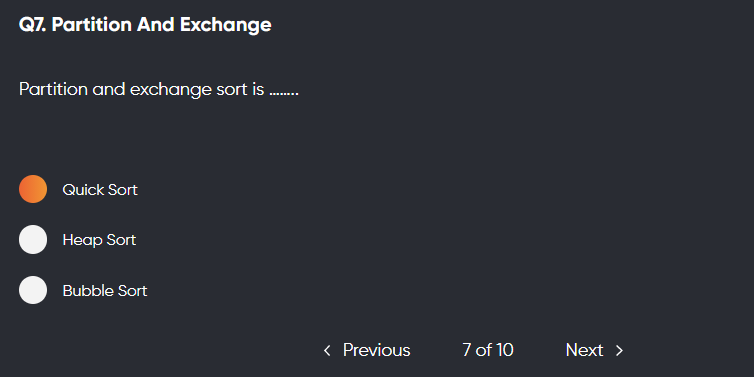 Q7. Partition And Exchange
Partition and exchange sort is ........
Quick Sort
Heap Sort
Bubble Sort
< Previous 7 of 10 Next >